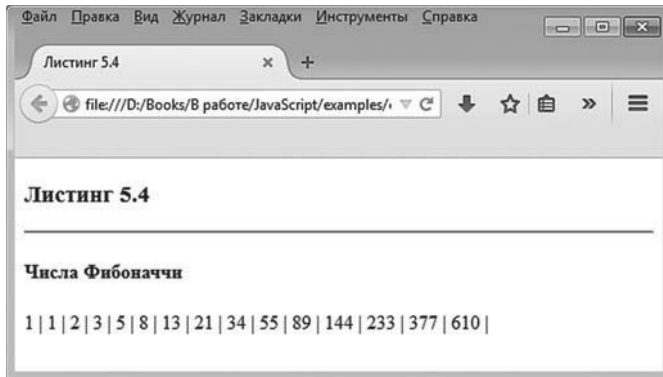 Файл Правка Вид Журнал Закладки Инструменты Справка
Листинг 5.4
file:///D:/Books/В работе/JavaScript/examples/
Листинг 5.4
Числа Фибоначчи
1 | 1 | 2 | 3 | 5 | 8 | 13 | 21 | 34 | 55 | 89 | 144 | 233 | 377 | 610 |